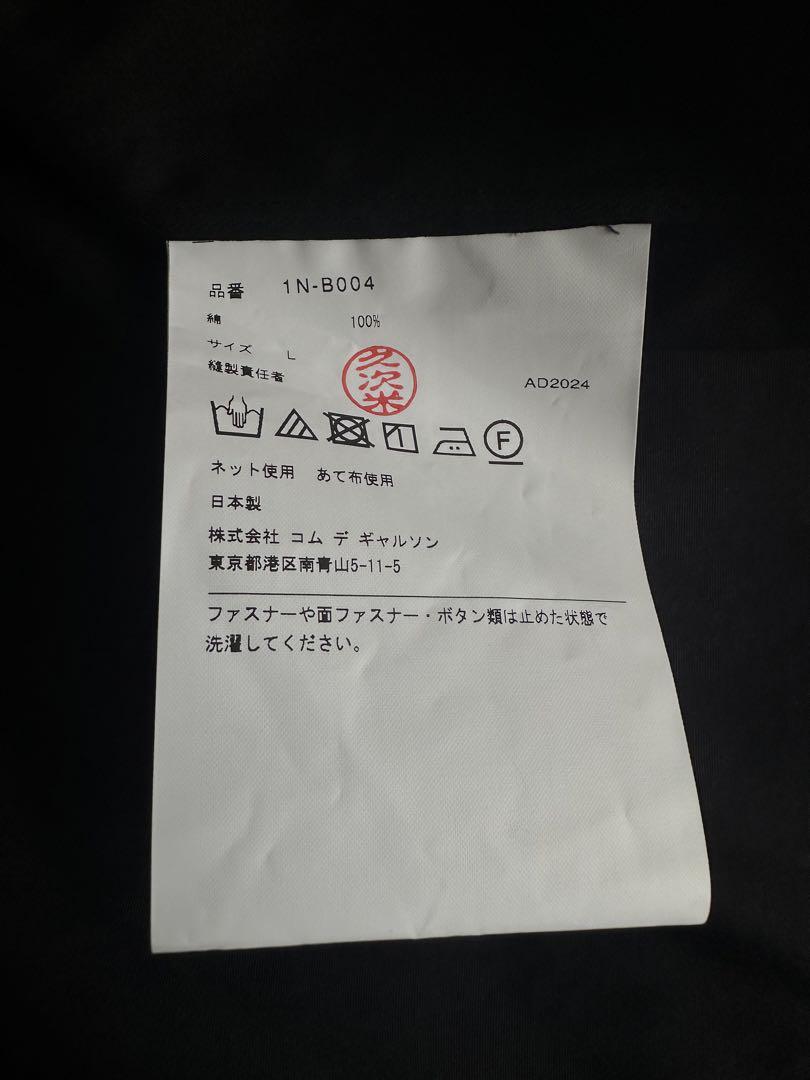 品番 1N-B004
綿 100%
サイズ L
縫製責任者 久次米 AD2024
F
ネット使用 あて布使用
日本製
株式会社 コム デ ギャルソン
東京都港区南青山5-11-5
ファスナーや面ファスナー・ボタン類は止めた状態で
洗濯してください。